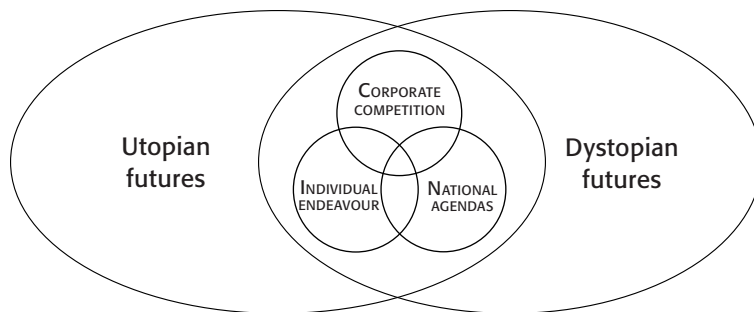 Utopian
futures
CORPORATE
COMPETITION
INDIVIDUAL
ENDEAVOUR
NATIONAL
AGENDAS
Dystopian
futures